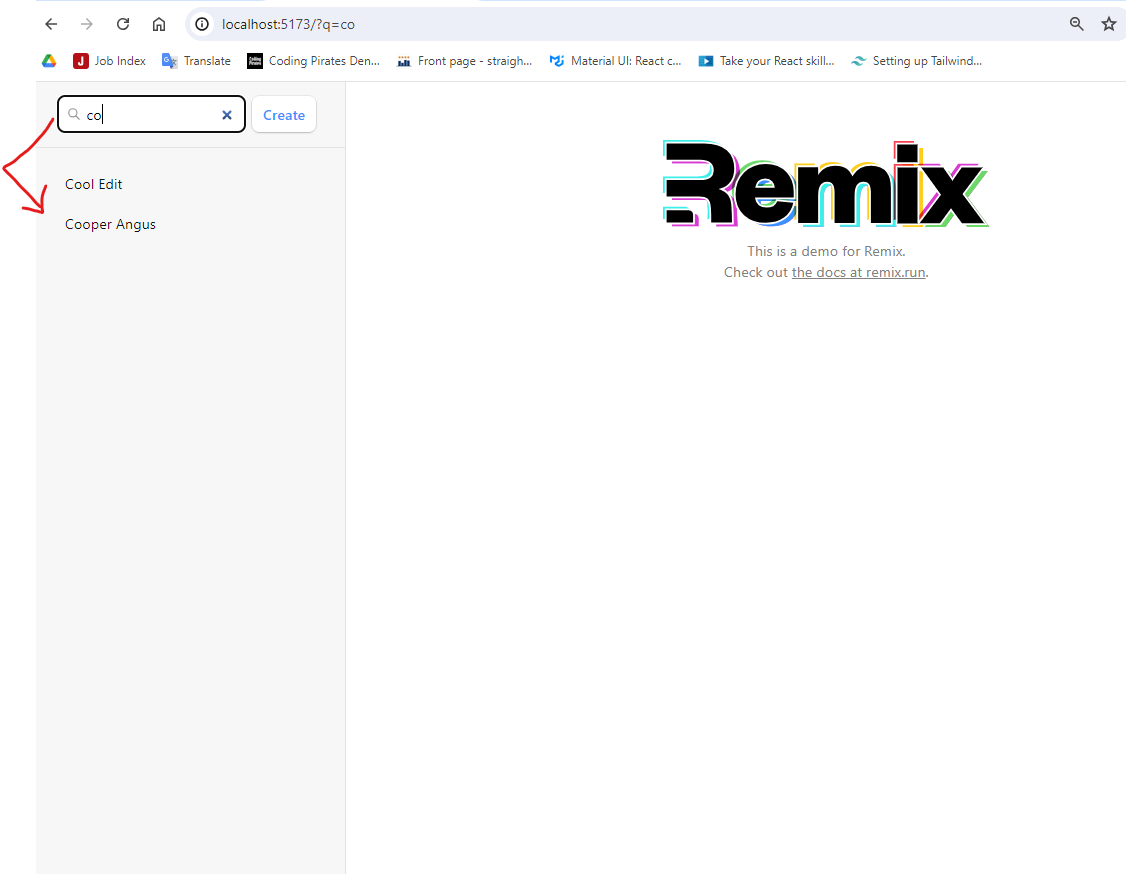 localhost:5173/?q=co
Job Index Translate Coding Pirates Den... Front page - straigh... Material UI: React c... Take your React skill... Setting up Tailwind...
co Create
Cool Edit
Cooper Angus
Remix
This is a demo for Remix.
Check out the docs at remix.run.